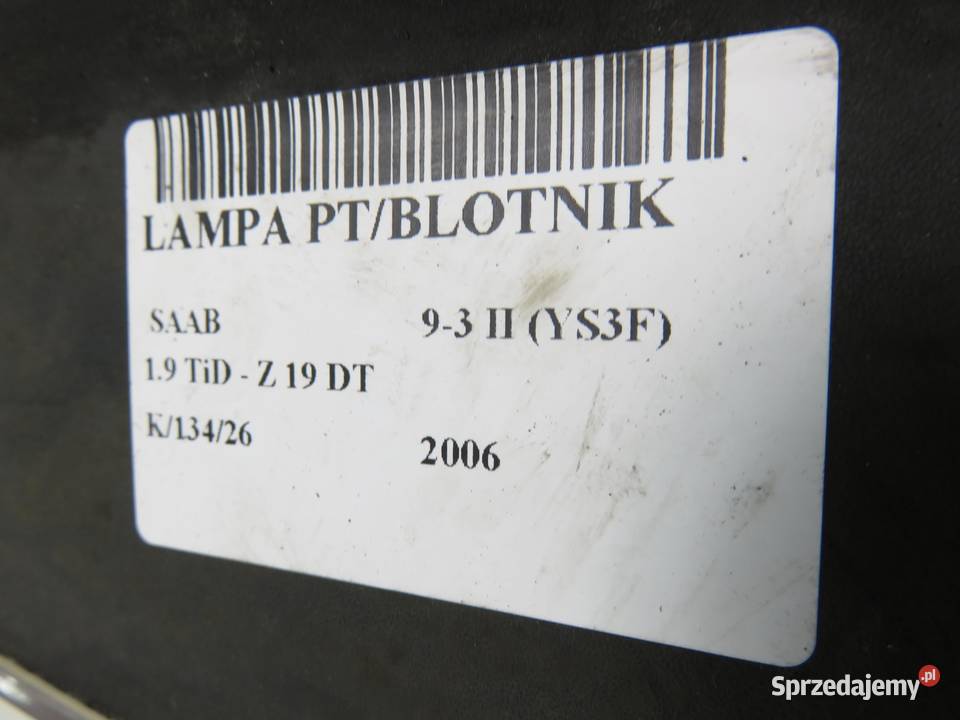 LAMPA PT/BLOTNIK
SAAB 9-3 II (YS3F)
1.9 TiD - Z 19 DT
K/134/26 2006
Sprzedajemy.pl